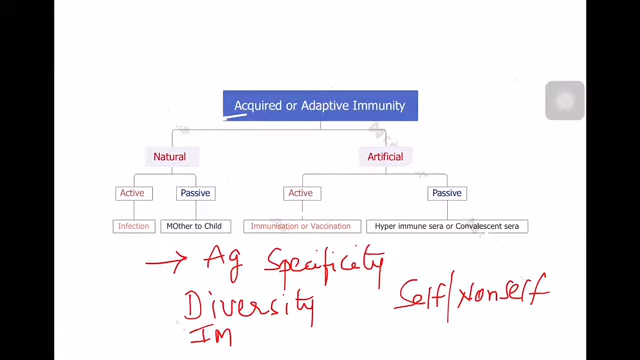 Acquired or Adaptive Immunity
Natural Artificial
Active Passive Active Passive
Infection MOther to Child Immunisation or Vaccination Hyper immune sera or Convalescent sera
→ Ag Specificity
Diversity Self/Nonself
IM